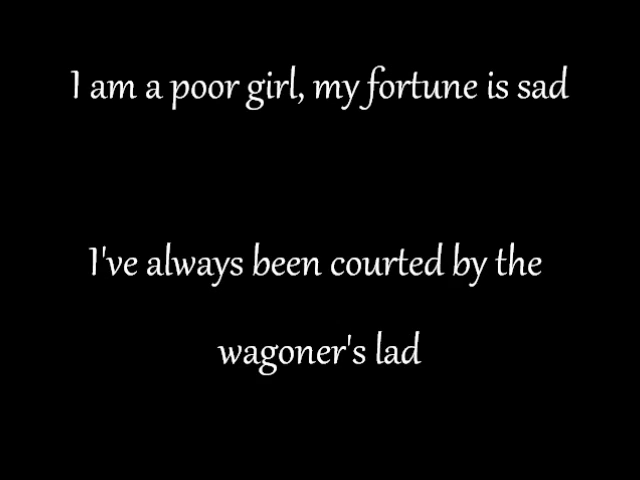 I am a poor girl, my fortune is sad
I've always been courted by the
wagoner's lad